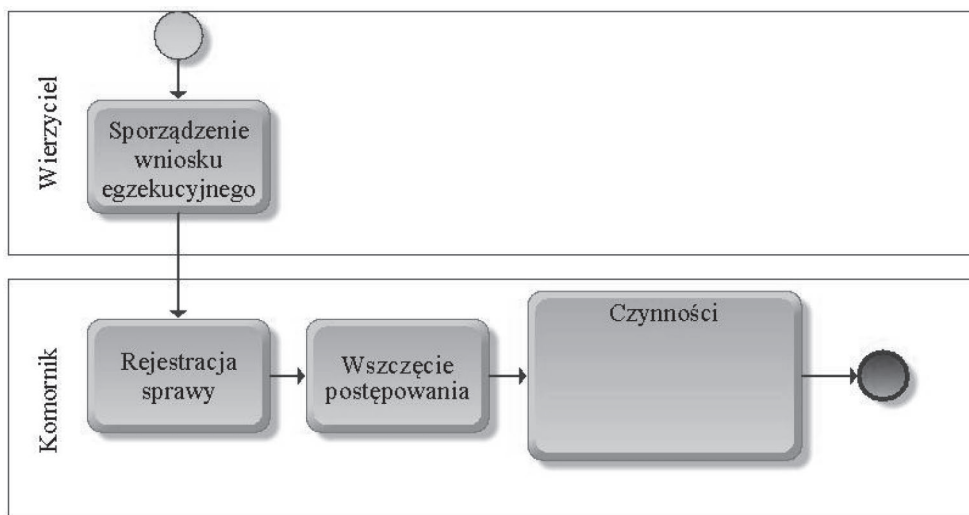 Wierzyciel
Sporządzenie
wniosku
egzekucyjnego
Komornik
Rejestracja
sprawy
Wszczęcie
postępowania
Czynności